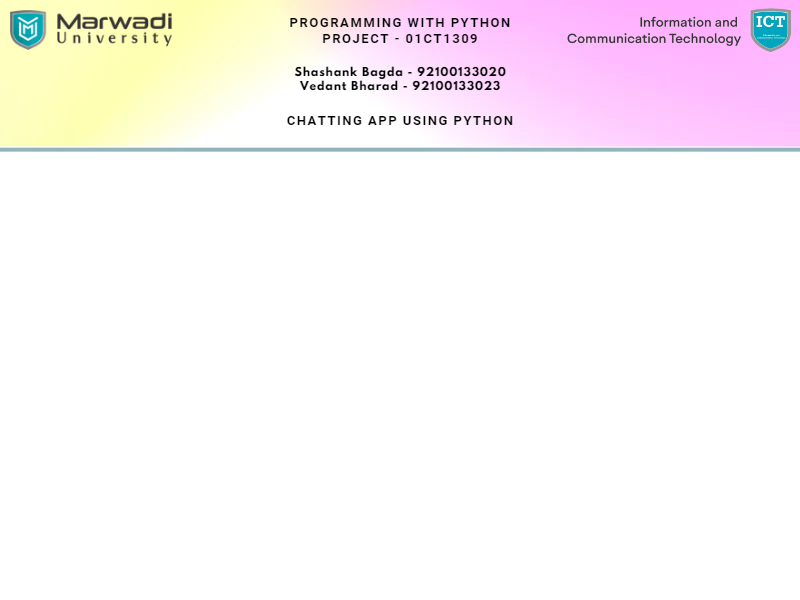 Marwadi
University
PROGRAMMING WITH PYTHON
PROJECT - 01CT1309
Shashank Bagda - 92100133020
Vedant Bharad - 92100133023
CHATTING APP USING PYTHON
Information and
Communication Technology
ICT